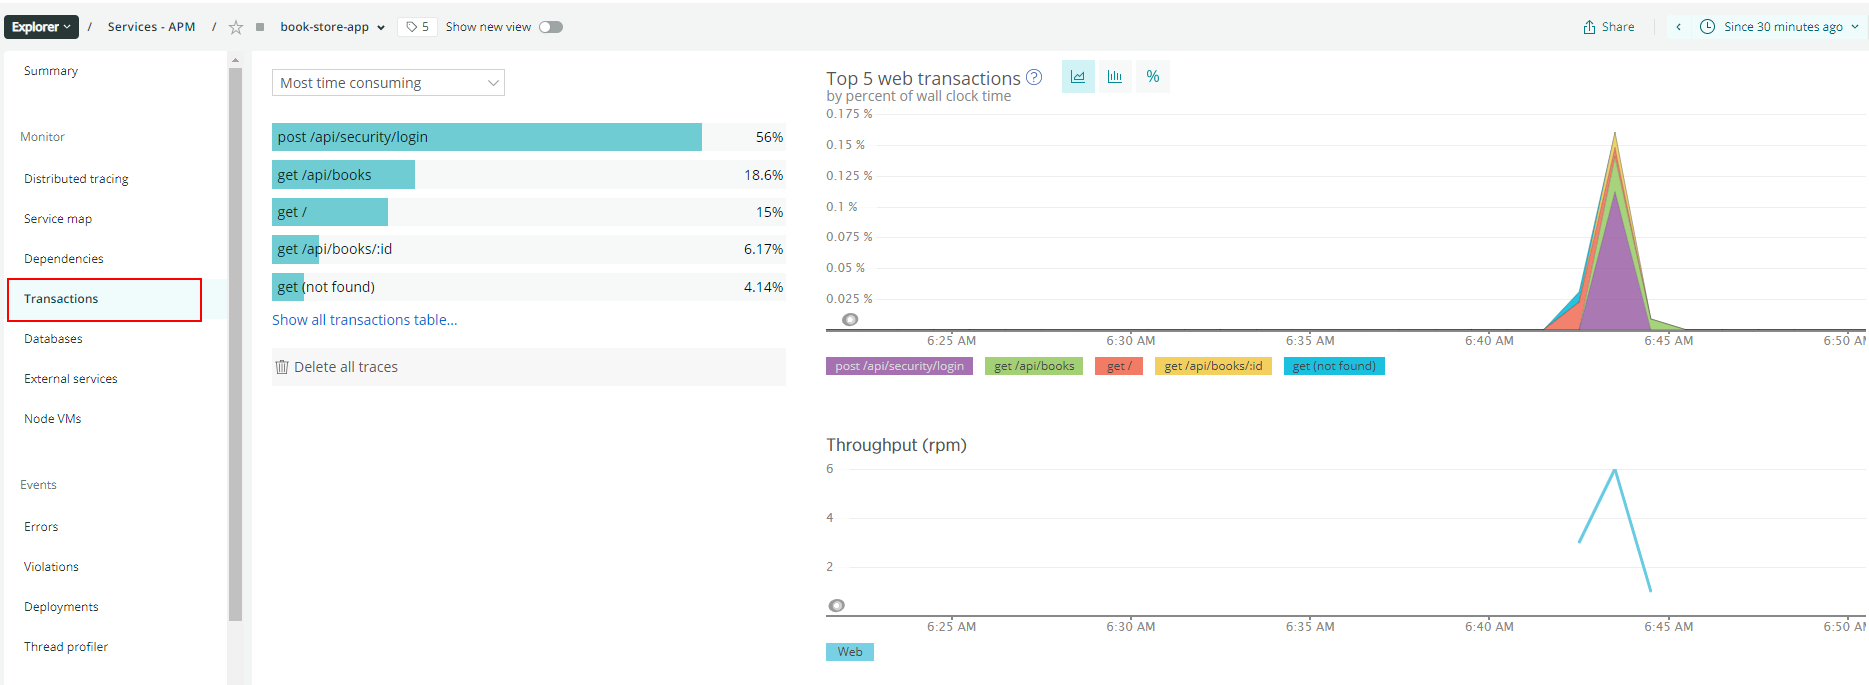 Explorer / Services - APM / book-store-app 5 Show new view Share Since 30 minutes ago
Summary
Monitor
Distributed tracing
Service map
Dependencies
Transactions
Databases
External services
Node VMs
Events
Errors
Violations
Deployments
Thread profiler
Most time consuming
post /api/security/login 56%
get /api/books 18.6%
get / 15%
get /api/books/:id 6.17%
get (not found) 4.14%
Show all transactions table...
Delete all traces
Top 5 web transactions ? %
by percent of wall clock time
0.175 %
0.15 %
0.125 %
0.1 %
0.075 %
0.05 %
0.025 %
6:25 AM 6:30 AM 6:35 AM 6:40 AM 6:45 AM 6:50 AM
post /api/security/login get /api/books get / get /api/books/:id get (not found)
Throughput (rpm)
6
4
2
6:25 AM 6:30 AM 6:35 AM 6:40 AM 6:45 AM 6:50 AM
Web